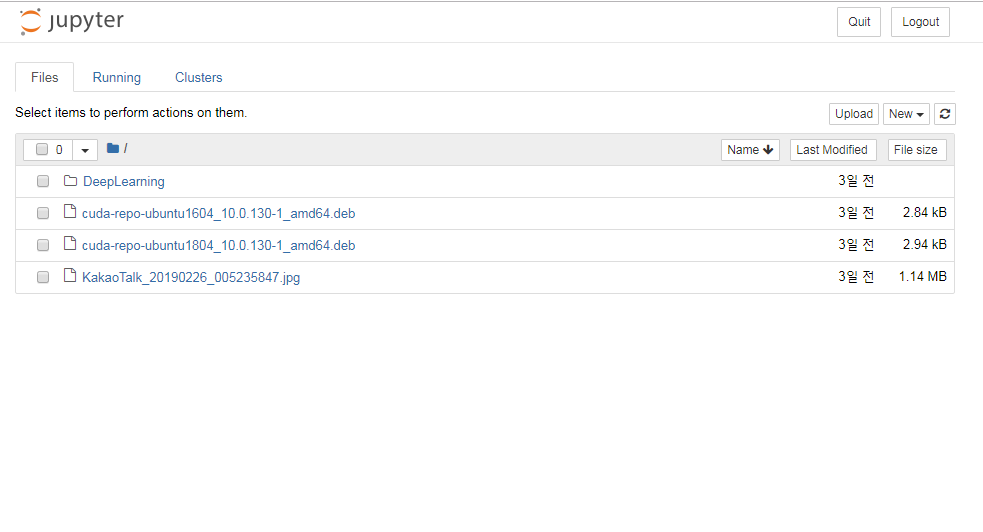 jupyter Quit Logout
Files Running Clusters
Select items to perform actions on them. Upload New
0 / Name Last Modified File size
DeepLearning 3일 전
cuda-repo-ubuntu1604_10.0.130-1_amd64.deb 3일 전 2.84 kB
cuda-repo-ubuntu1804_10.0.130-1_amd64.deb 3일 전 2.94 kB
KakaoTalk_20190226_005235847.jpg 3일 전 1.14 MB